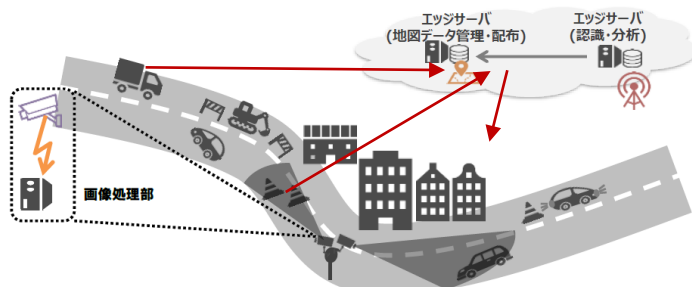 エッジサーバ
(地図データ管理・配布)
エッジサーバ
(認識・分析)
画像処理部